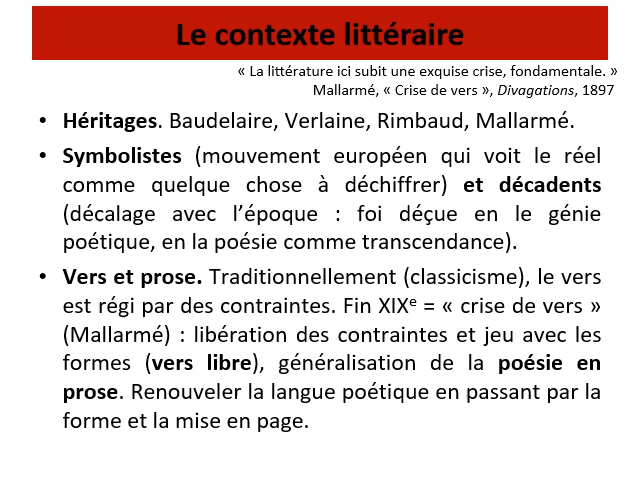 Le contexte littéraire
« La littérature ici subit une exquise crise, fondamentale. »
Mallarmé, « Crise de vers », Divagations, 1897
• Héritages. Baudelaire, Verlaine, Rimbaud, Mallarmé.
• Symbolistes (mouvement européen qui voit le réel
comme quelque chose à déchiffrer) et décadents
(décalage avec l’époque : foi déçue en le génie
poétique, en la poésie comme transcendance).
• Vers et prose. Traditionnellement (classicisme), le vers
est régi par des contraintes. Fin XIXe = « crise de vers »
(Mallarmé) : libération des contraintes et jeu avec les
formes (vers libre), généralisation de la poésie en
prose. Renouveler la langue poétique en passant par la
forme et la mise en page.